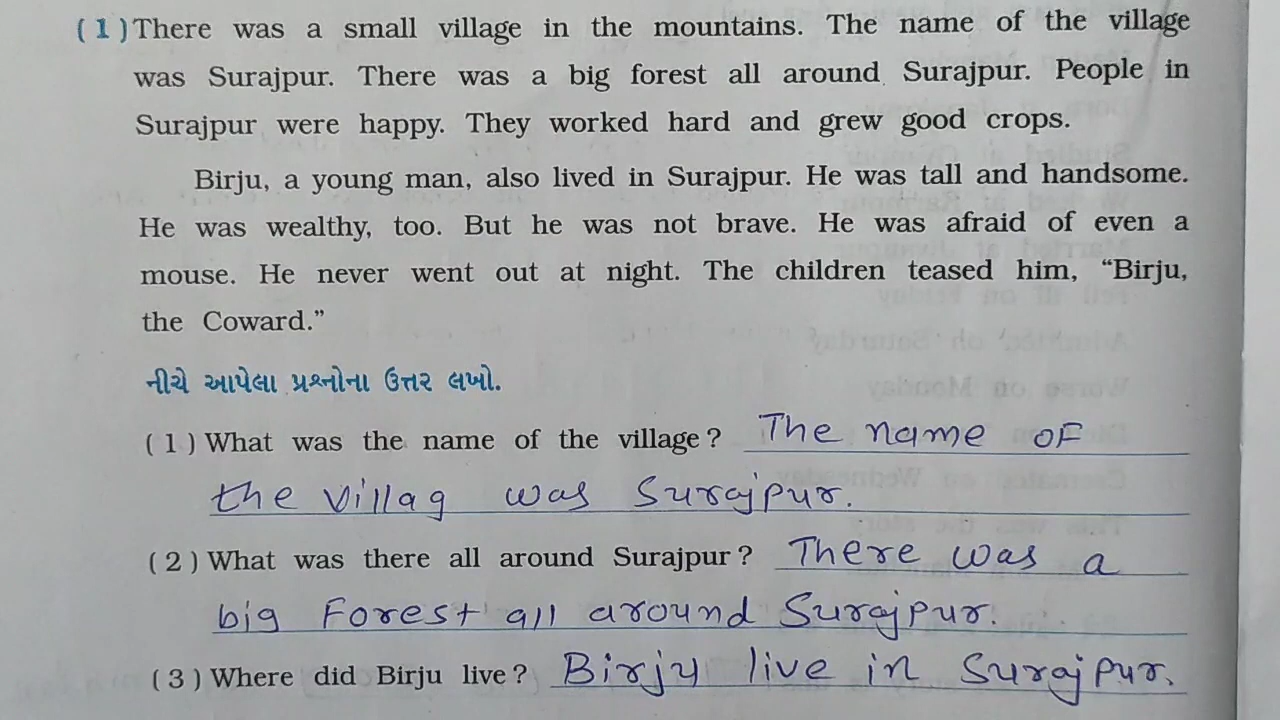 (1) There was a small village in the mountains. The name of the village
was Surajpur. There was a big forest all around Surajpur. People in
Surajpur were happy. They worked hard and grew good crops.
Birju, a young man, also lived in Surajpur. He was tall and handsome.
He was wealthy, too. But he was not brave. He was afraid of even a
mouse. He never went out at night. The children teased him, “Birju,
the Coward.”
નીચે આપેલા પ્રશ્નોના ઉત્તર લખો.
(1) What was the name of the village? The name oF
the villag was Surajpur.
(2) What was there all around Surajpur? There was a
big Forest all around Surajpur.
(3) Where did Birju live? Birju live in Surajpur.